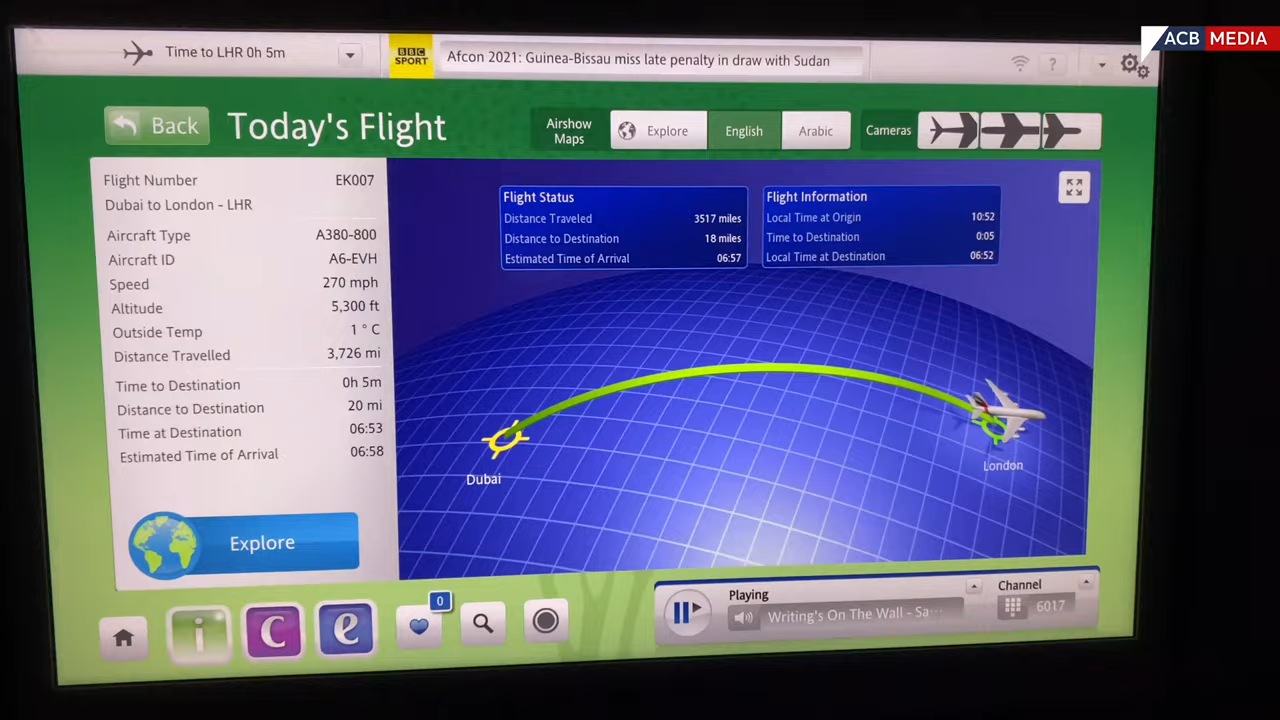 ACB MEDIA
Time to LHR 0h 5m
BBC
SPORT
Afcon 2021: Guinea-Bissau miss late penalty in draw with Sudan
?
Back
Today's Flight
Airshow
Maps
Explore
English
Arabic
Cameras
Flight Number EK007
Dubai to London - LHR
Aircraft Type A380-800
Aircraft ID A6-EVH
Speed 270 mph
Altitude 5,300 ft
Outside Temp 1 ° C
Distance Travelled 3,726 mi
Time to Destination 0h 5m
Distance to Destination 20 mi
Time at Destination 06:53
Estimated Time of Arrival 06:58
Explore
Flight Status
Distance Traveled 3517 miles
Distance to Destination 18 miles
Estimated Time of Arrival 06:57
Flight Information
Local Time at Origin 10:52
Time to Destination 0:05
Local Time at Destination 06:52
Dubai
London
i
C
e
0
Playing
Writing's On The Wall - Sa...
Channel
6017